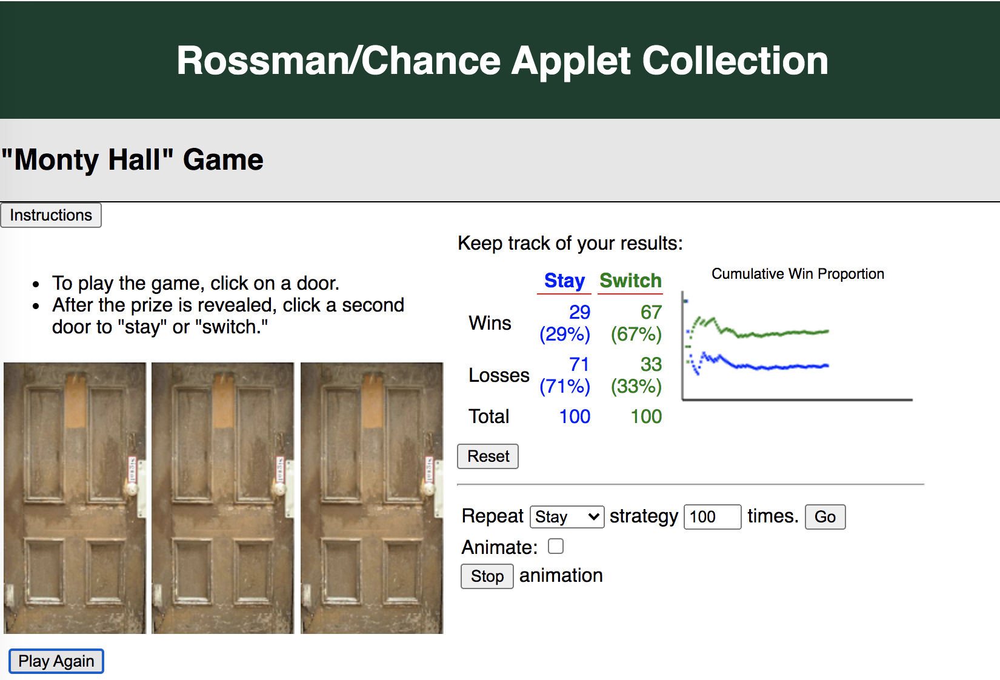 Rossman/Chance Applet Collection
"Monty Hall" Game
Instructions
To play the game, click on a door.
After the prize is revealed, click a second
door to "stay" or "switch."
Play Again
Keep track of your results:
Stay Switch
Wins 29 (29%) 67 (67%)
Losses 71 (71%) 33 (33%)
Total 100 100
Cumulative Win Proportion
Reset
Repeat Stay strategy 100 times. Go
Animate:
Stop animation